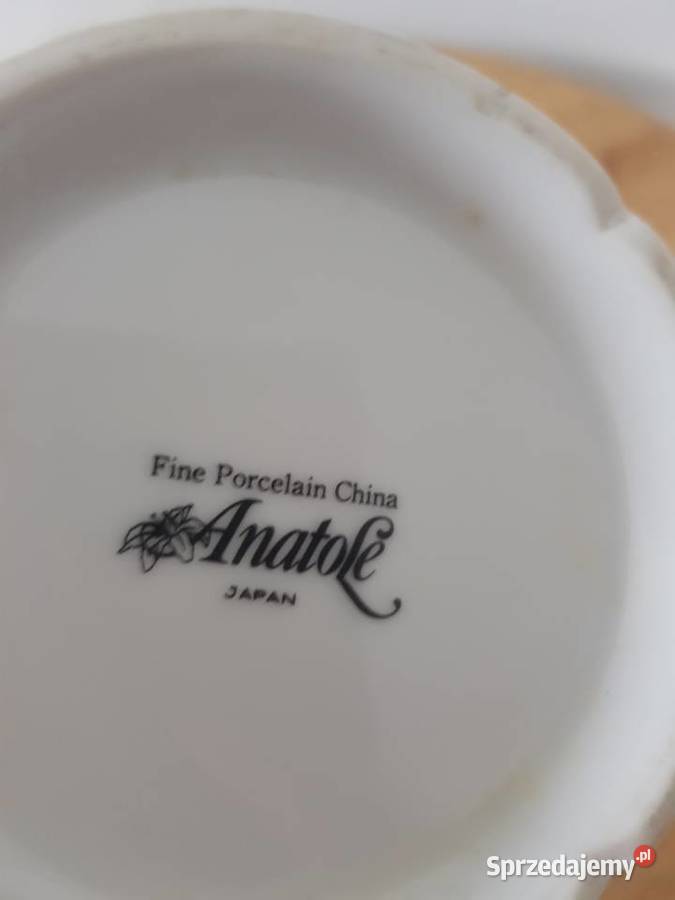 Fine Porcelain China
Anatole
JAPAN
Sprzedajemy.pl